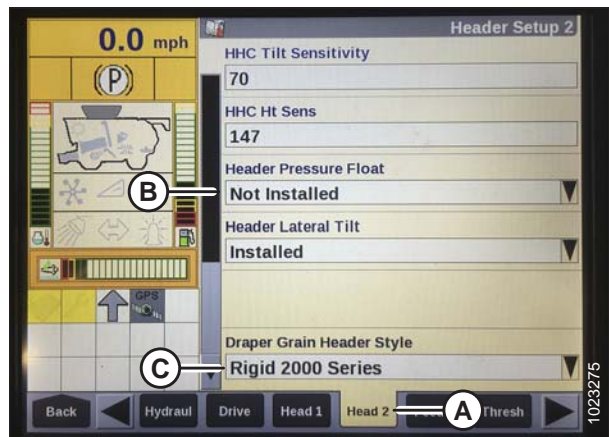 0.0 mph
Header Setup 2
(P)
HHC Tilt Sensitivity
70
HHC Ht Sens
147
Header Pressure Float
B
Not Installed
Header Lateral Tilt
Installed
GPS
Draper Grain Header Style
C
Rigid 2000 Series
Back
Hydraul
Drive
Head 1
Head 2
A
Thresh
1023275